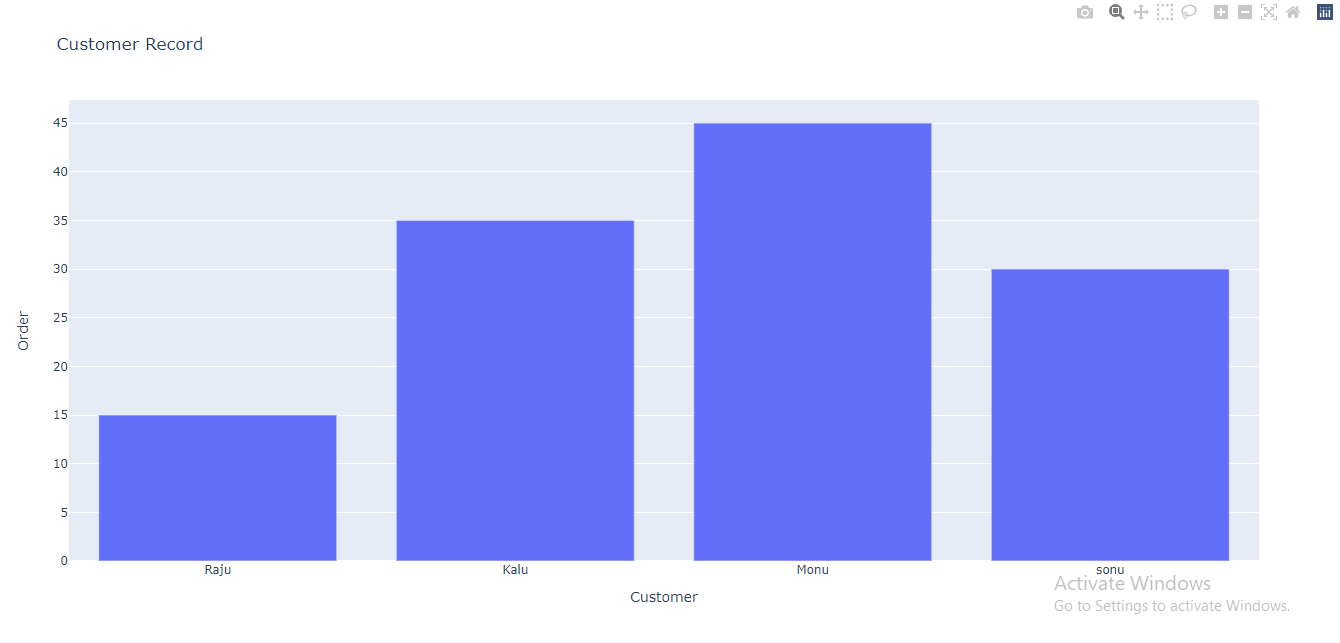 Customer Record
45
40
35
30
25
20
15
10
5
0
Order
Raju Kalu Monu sonu
Customer
Activate Windows
Go to Settings to activate Windows.